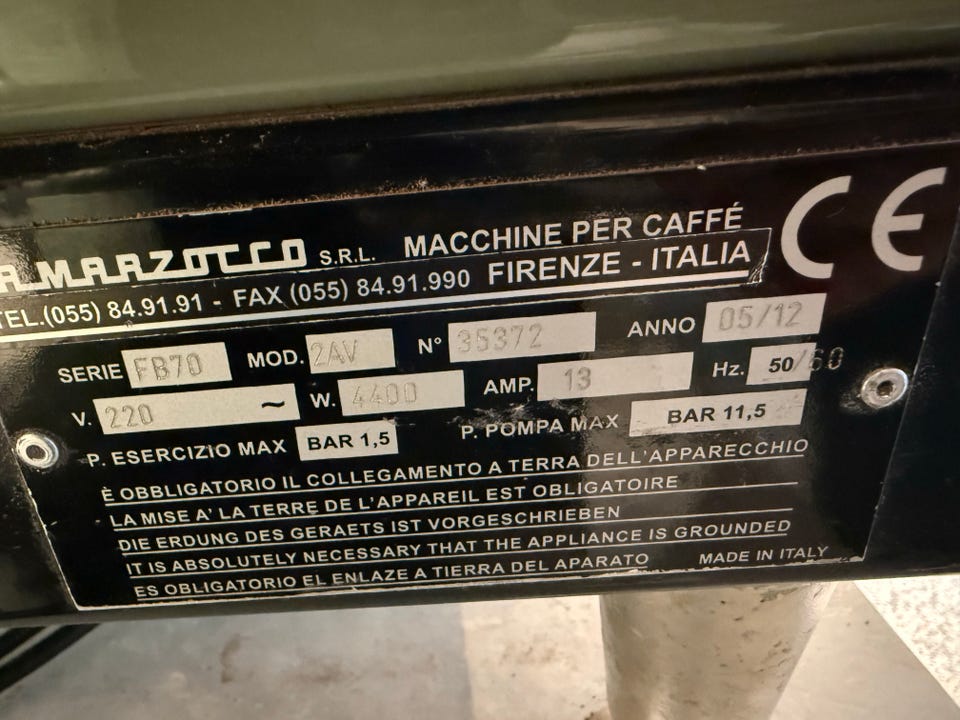 LA MARZOCCO S.R.L. MACCHINE PER CAFFÉ
TEL.(055) 84.91.91 - FAX (055) 84.91.990 FIRENZE - ITALIA
CE
SERIE FB70 MOD. 2AV N° 35372 ANNO 05/12
V. 220 ~ W. 4400 AMP. 13 Hz. 50/60
P. ESERCIZIO MAX BAR 1,5 P. POMPA MAX BAR 11,5
È OBBLIGATORIO IL COLLEGAMENTO A TERRA DELL'APPARECCHIO
LA MISE A' LA TERRE DE L'APPAREIL EST OBLIGATOIRE
DIE ERDUNG DES GERAETS IST VORGESCHRIEBEN
IT IS ABSOLUTELY NECESSARY THAT THE APPLIANCE IS GROUNDED
ES OBLIGATORIO EL ENLAZE A TIERRA DEL APARATO MADE IN ITALY